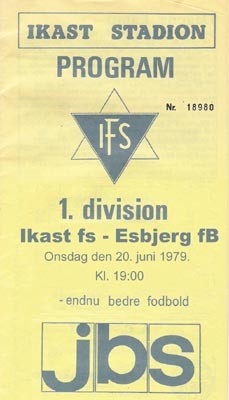 IKAST STADION
PROGRAM
Nr. 18980
IFS
1. division
Ikast fs - Esbjerg fB
Onsdag den 20. juni 1979.
Kl. 19:00
-endnu bedre fodbold
jbs